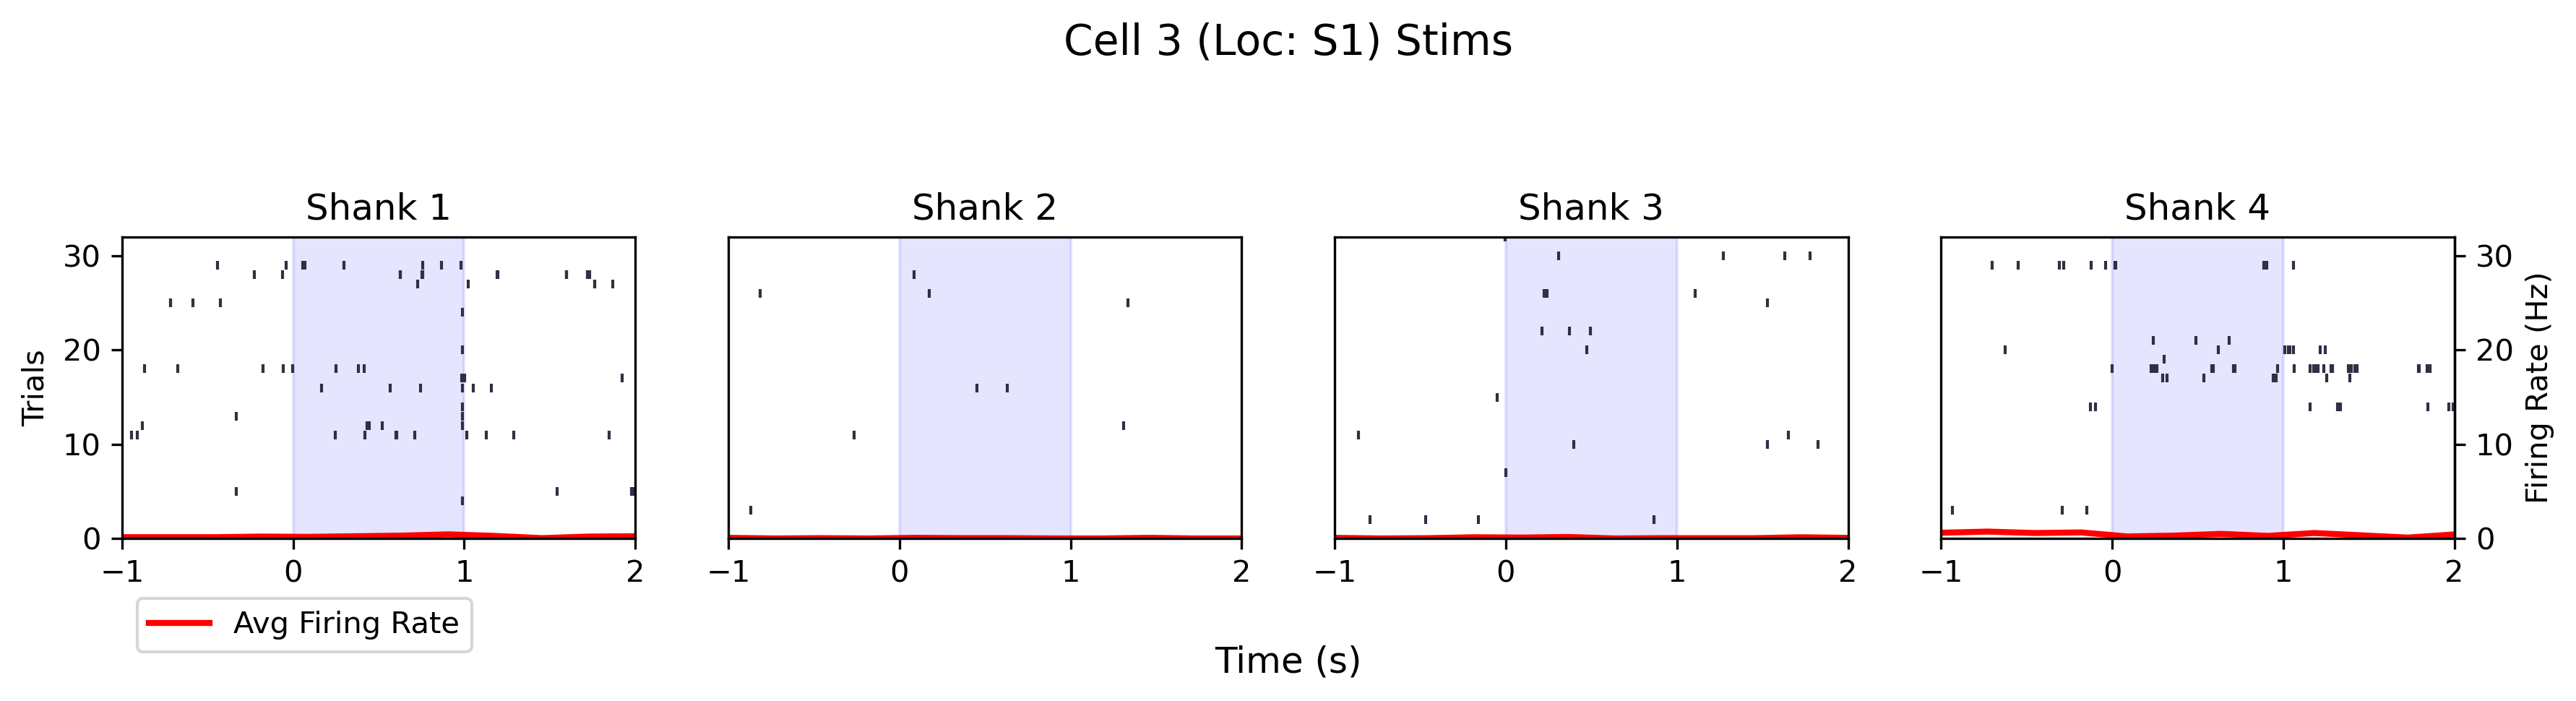 Cell 3 (Loc: S1) Stims
Shank 1
Shank 2
Shank 3
Shank 4
Trials
30
20
10
0
−1 0 1 2
−1 0 1 2
−1 0 1 2
−1 0 1 2
30
20
10
0
Firing Rate (Hz)
Avg Firing Rate
Time (s)